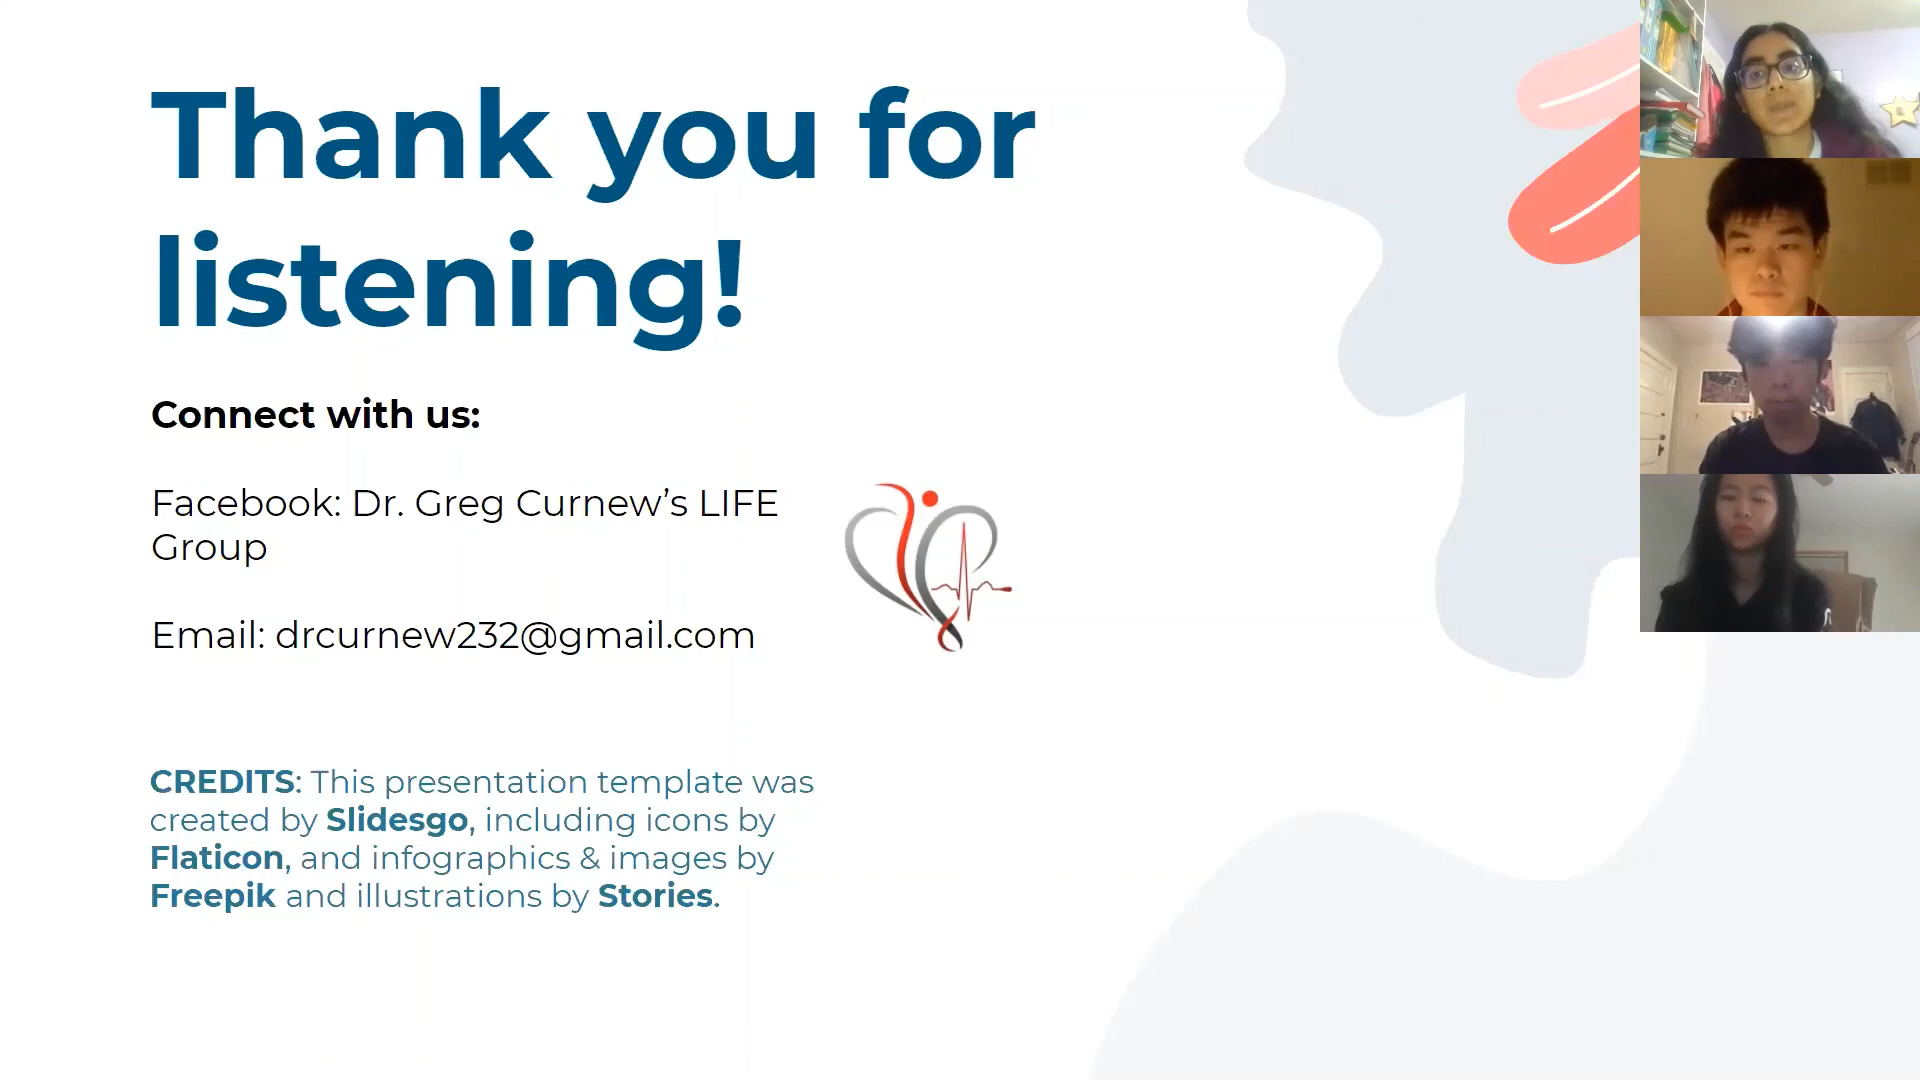 Thank you for
listening!
Connect with us:
Facebook: Dr. Greg Curnew’s LIFE
Group
Email: drcurnew232@gmail.com
CREDITS: This presentation template was
created by Slidesgo, including icons by
Flaticon, and infographics & images by
Freepik and illustrations by Stories.